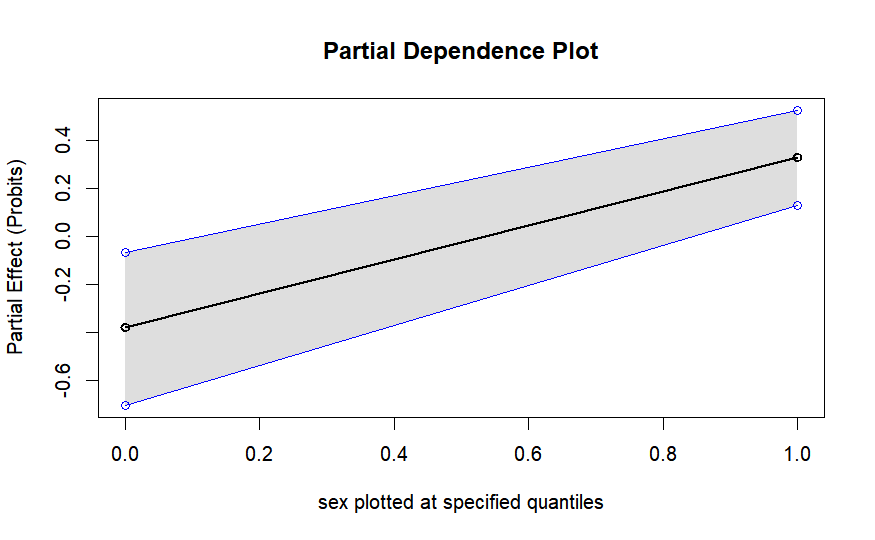 Partial Dependence Plot
Partial Effect (Probits)
0.4
0.2
0.0
-0.2
-0.6
0.0 0.2 0.4 0.6 0.8 1.0
sex plotted at specified quantiles